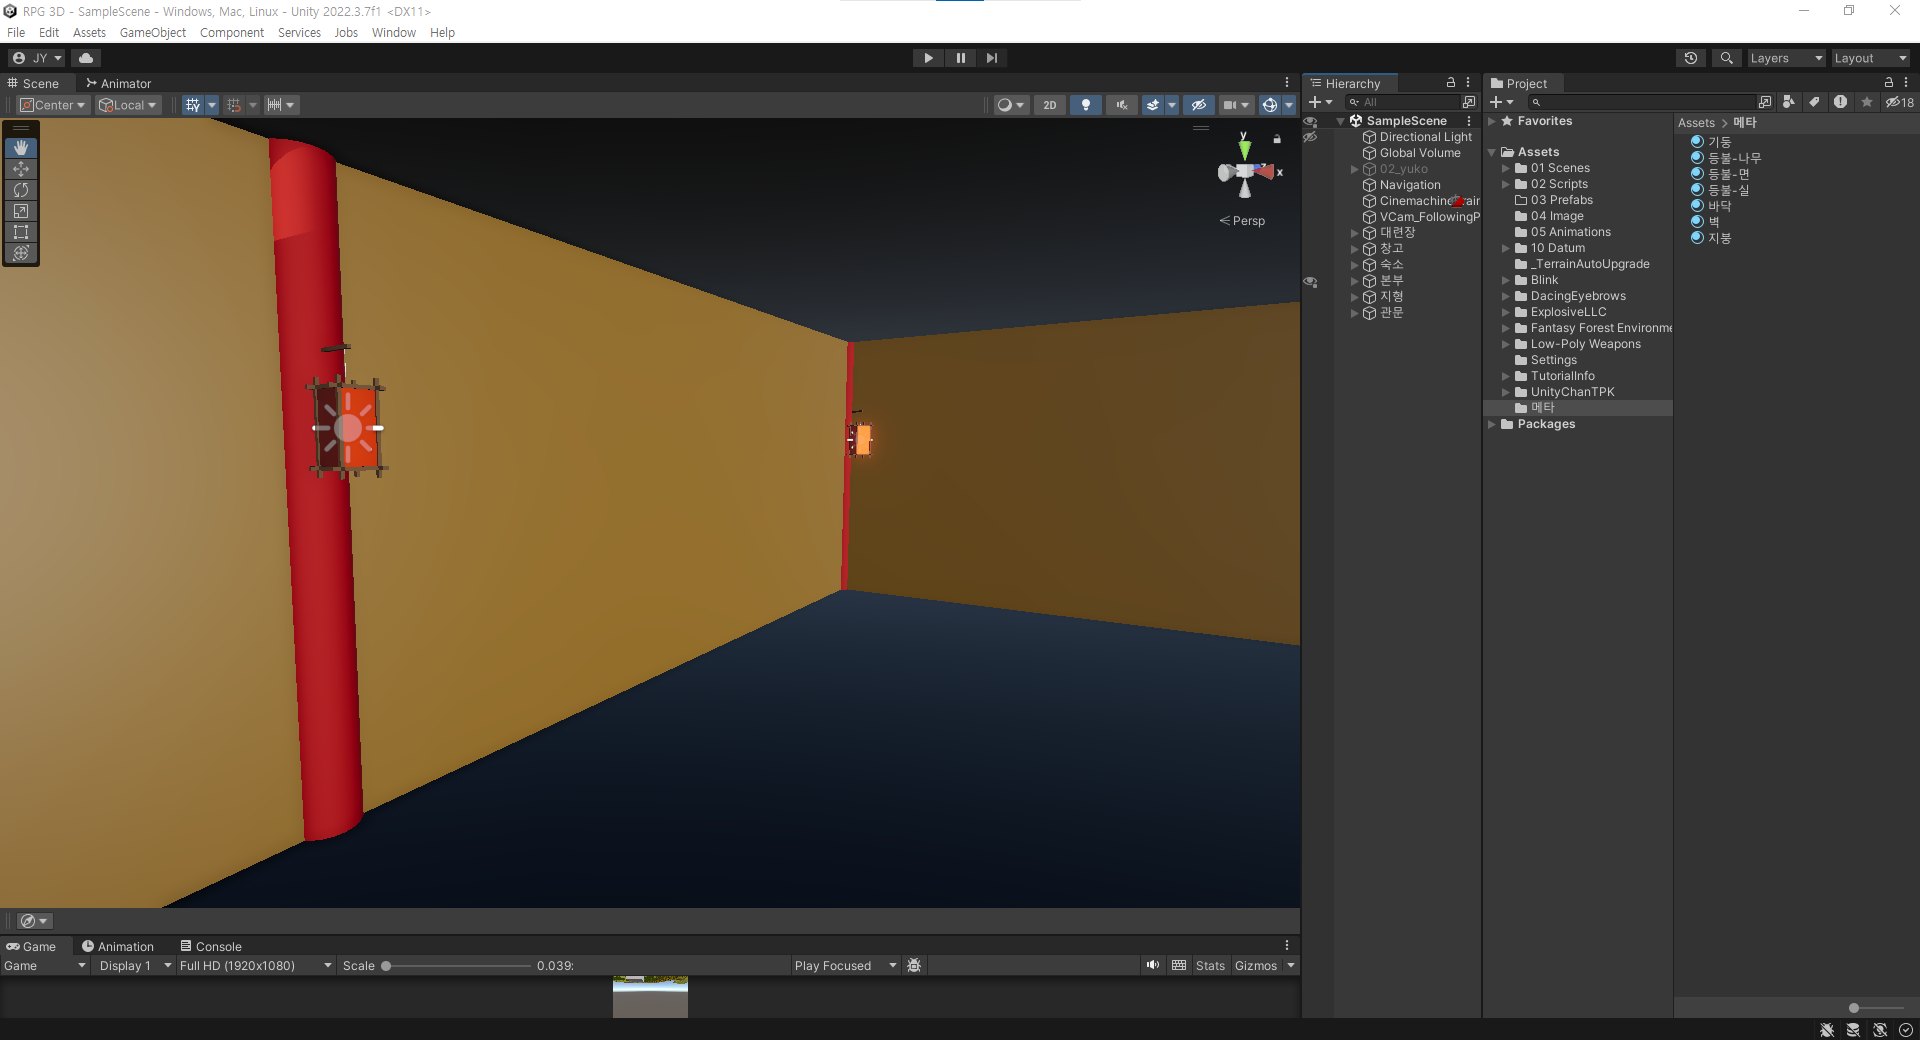 RPG 3D - SampleScene - Windows, Mac, Linux - Unity 2022.3.7f1 <DX11>
File Edit Assets GameObject Component Services Jobs Window Help
JY
Layers Layout
Scene Animator
Center Local
2D
y
x
Persp
Hierarchy
All
SampleScene
Directional Light
Global Volume
02_yuko
Navigation
VCam_FollowingP
대련장
창고
숙소
본부
지형
관문
Project
18
Favorites
Assets
01 Scenes
02 Scripts
03 Prefabs
04 Image
05 Animations
10 Datum
_TerrainAutoUpgrade
Blink
DacingEyebrows
ExplosiveLLC
Fantasy Forest Environme
Low-Poly Weapons
Settings
TutorialInfo
UnityChanTPK
메타
Packages
Assets > 메타
기둥
등불-나무
등불-면
등불-실
바닥
벽
지붕
Game Animation Console
Game Display 1 Full HD (1920x1080) Scale 0.039: Play Focused Stats Gizmos